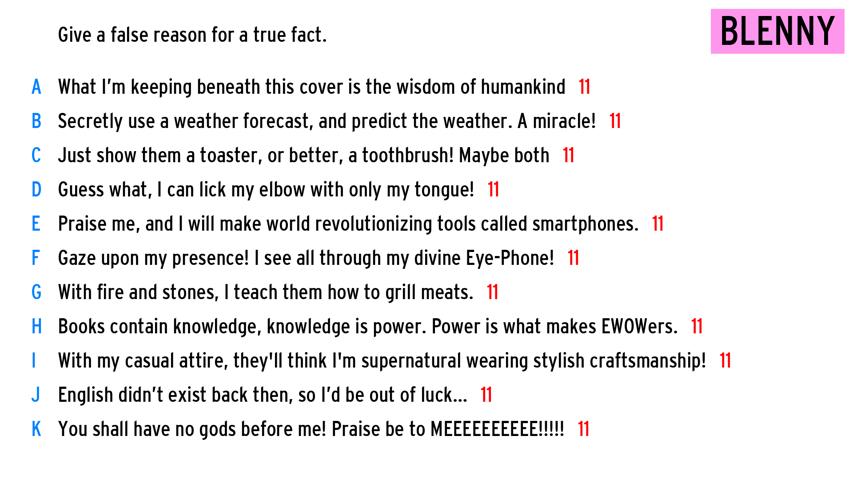 Give a false reason for a true fact.
BLENNY
A What I'm keeping beneath this cover is the wisdom of humankind 11
B Secretly use a weather forecast, and predict the weather. A miracle! 11
C Just show them a toaster, or better, a toothbrush! Maybe both 11
D Guess what, I can lick my elbow with only my tongue! 11
E Praise me, and I will make world revolutionizing tools called smartphones. 11
F Gaze upon my presence! I see all through my divine Eye-Phone! 11
G With fire and stones, I teach them how to grill meats. 11
H Books contain knowledge, knowledge is power. Power is what makes EWOWers. 11
I With my casual attire, they'll think I'm supernatural wearing stylish craftsmanship! 11
J English didn't exist back then, so I'd be out of luck... 11
K You shall have no gods before me! Praise be to MEEEEEEEEEE!!!!! 11